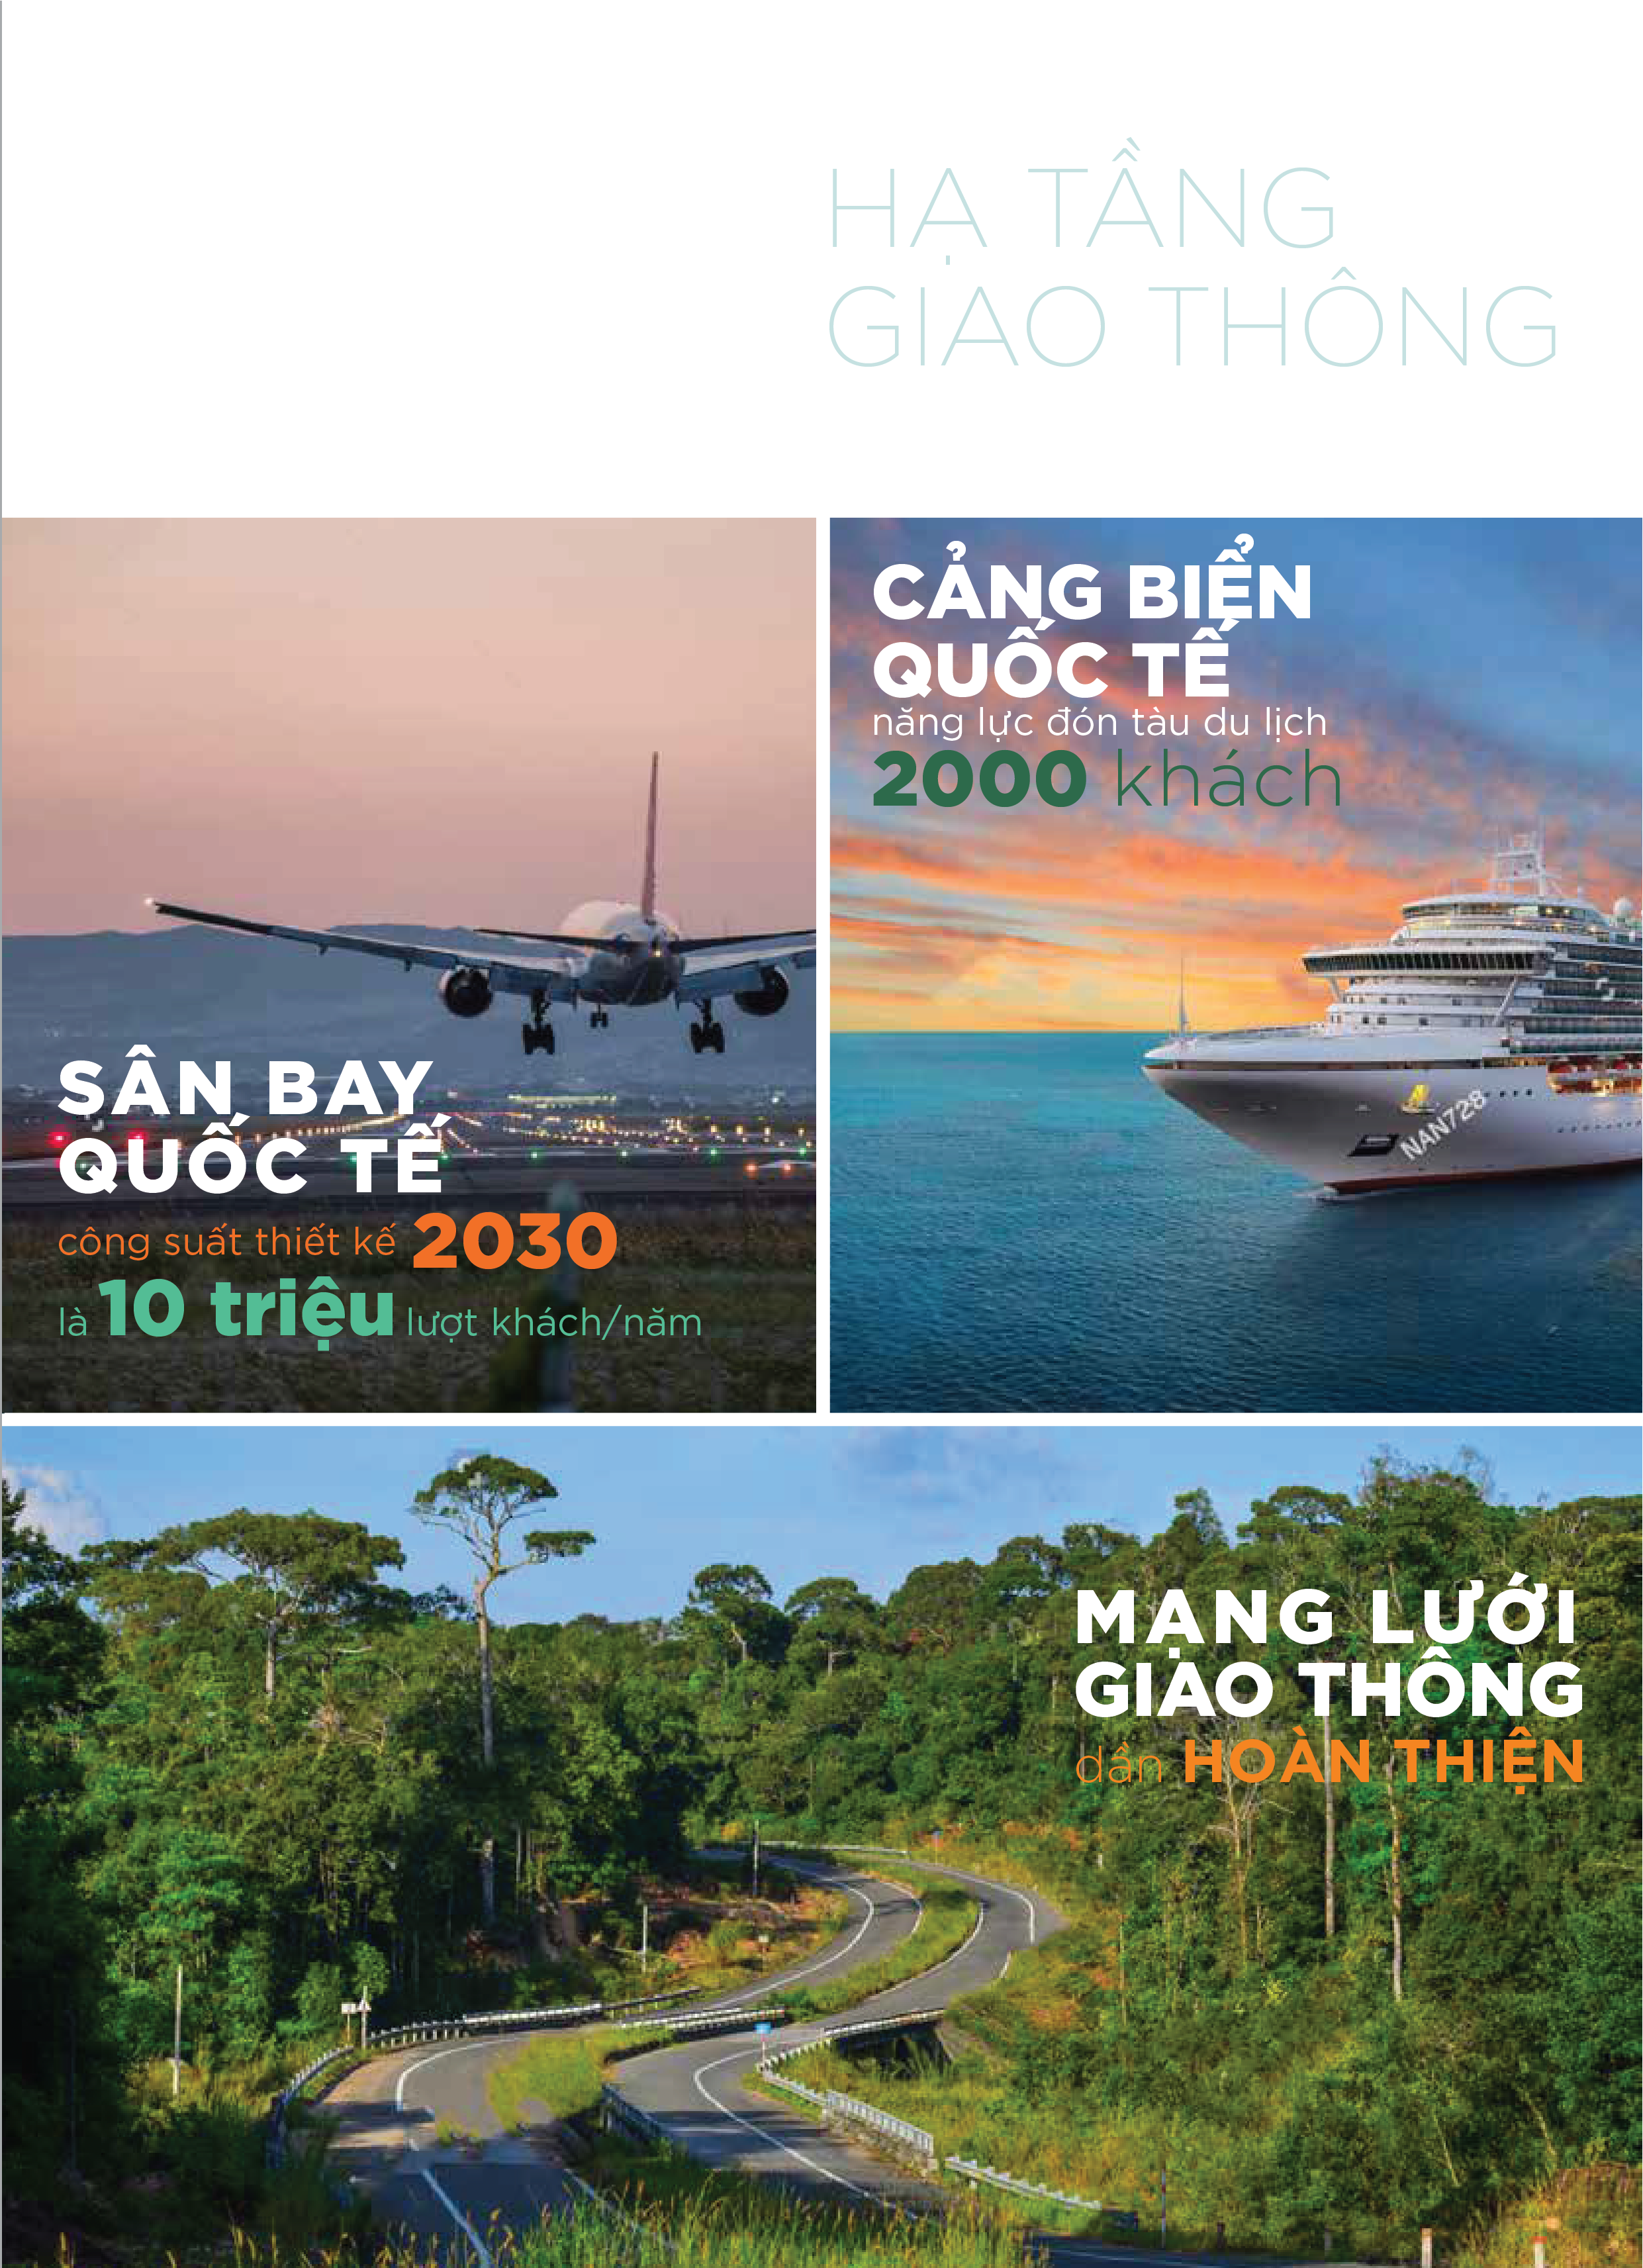 HẠ TẦNG
GIAO THÔNG
CẢNG BIỂN
QUỐC TẾ
năng lực đón tàu du lịch
2000 khách
NAN728
SÂN BAY
QUỐC TẾ
công suất thiết kế 2030
là 10 triệu lượt khách/năm
MẠNG LƯỚI
GIAO THÔNG
dần HOÀN THIỆN